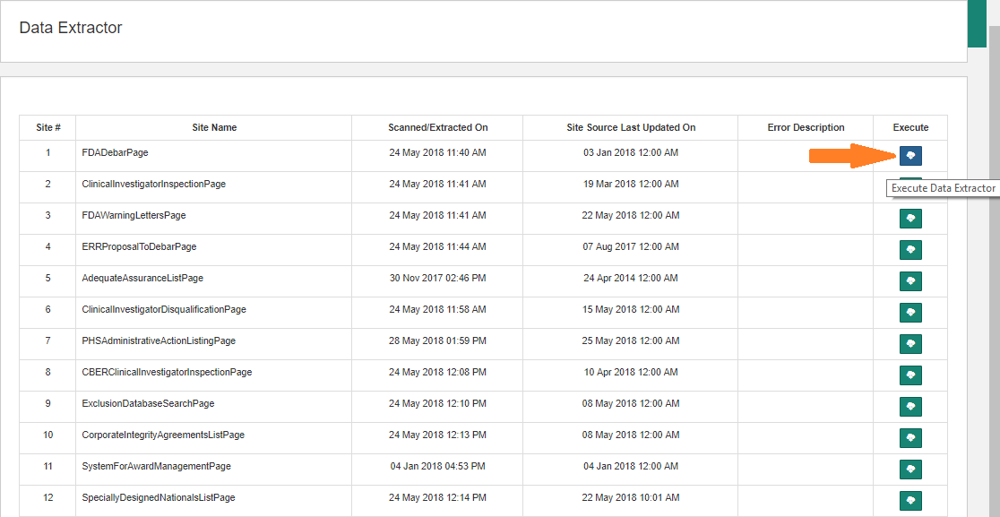 Data Extractor
Site # Site Name Scanned/Extracted On Site Source Last Updated On Error Description Execute
1 FDADebarPage 24 May 2018 11:40 AM 03 Jan 2018 12:00 AM
2 ClinicalInvestigatorInspectionPage 24 May 2018 11:41 AM 19 Mar 2018 12:00 AM
Execute Data Extractor
3 FDAWarningLettersPage 24 May 2018 11:41 AM 22 May 2018 12:00 AM
4 ERRProposalToDebarPage 24 May 2018 11:44 AM 07 Aug 2017 12:00 AM
5 AdequateAssuranceListPage 30 Nov 2017 02:46 PM 24 Apr 2014 12:00 AM
6 ClinicalInvestigatorDisqualificationPage 24 May 2018 11:58 AM 15 May 2018 12:00 AM
7 PHSAdministrativeActionListingPage 28 May 2018 01:59 PM 25 May 2018 12:00 AM
8 CBERClinicalInvestigatorInspectionPage 24 May 2018 12:08 PM 10 Apr 2018 12:00 AM
9 ExclusionDatabaseSearchPage 24 May 2018 12:10 PM 08 May 2018 12:00 AM
10 CorporateIntegrityAgreementsListPage 24 May 2018 12:13 PM 08 May 2018 12:00 AM
11 SystemForAwardManagementPage 04 Jan 2018 04:53 PM 04 Jan 2018 12:00 AM
12 SpeciallyDesignedNationalsListPage 24 May 2018 12:14 PM 22 May 2018 10:01 AM